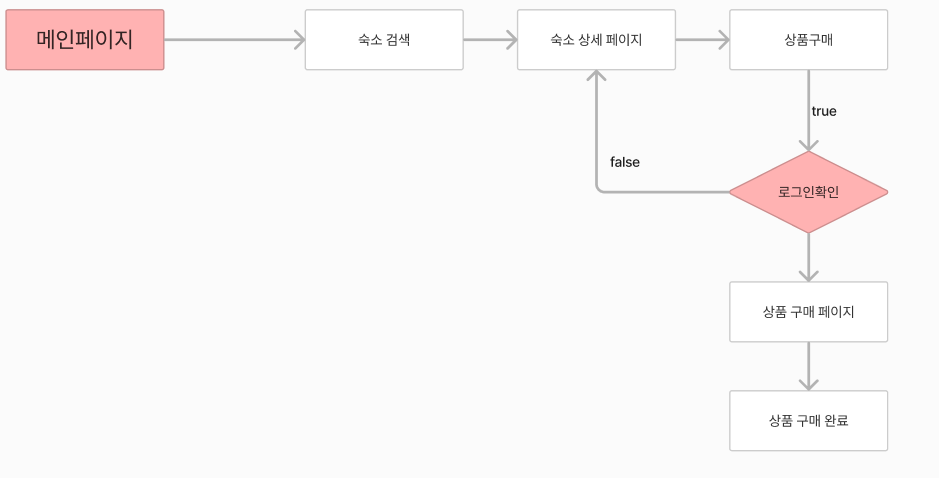 메인페이지
숙소 검색
숙소 상세 페이지
상품구매
true
false
로그인확인
상품 구매 페이지
상품 구매 완료